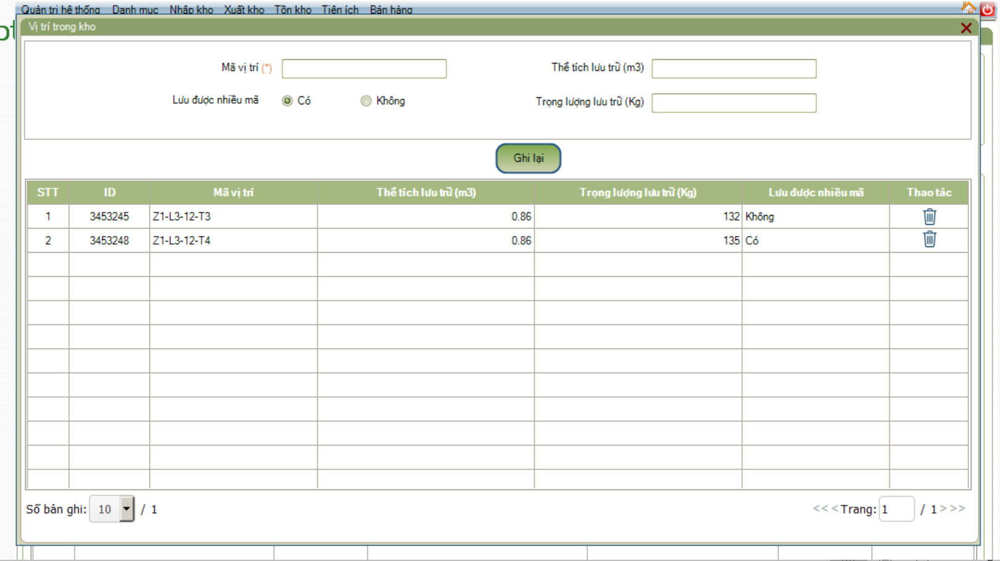 Quản trị hệ thống Danh mục Nhập kho Xuất kho Tồn kho Tiện ích Bán hàng
Vị trí trong kho
Mã vị trí (*) Thể tích lưu trữ (m3)
Lưu được nhiều mã Có Không Trọng lượng lưu trữ (Kg)
Ghi lại
STT ID Mã vị trí Thể tích lưu trữ (m3) Trọng lượng lưu trữ (Kg) Lưu được nhiều mã Thao tác
1 3453245 Z1-L3-12-T3 0.86 132 Không
2 3453248 Z1-L3-12-T4 0.86 135 Có
Số bản ghi: 10 / 1 <<< Trang: 1 / 1 >>>